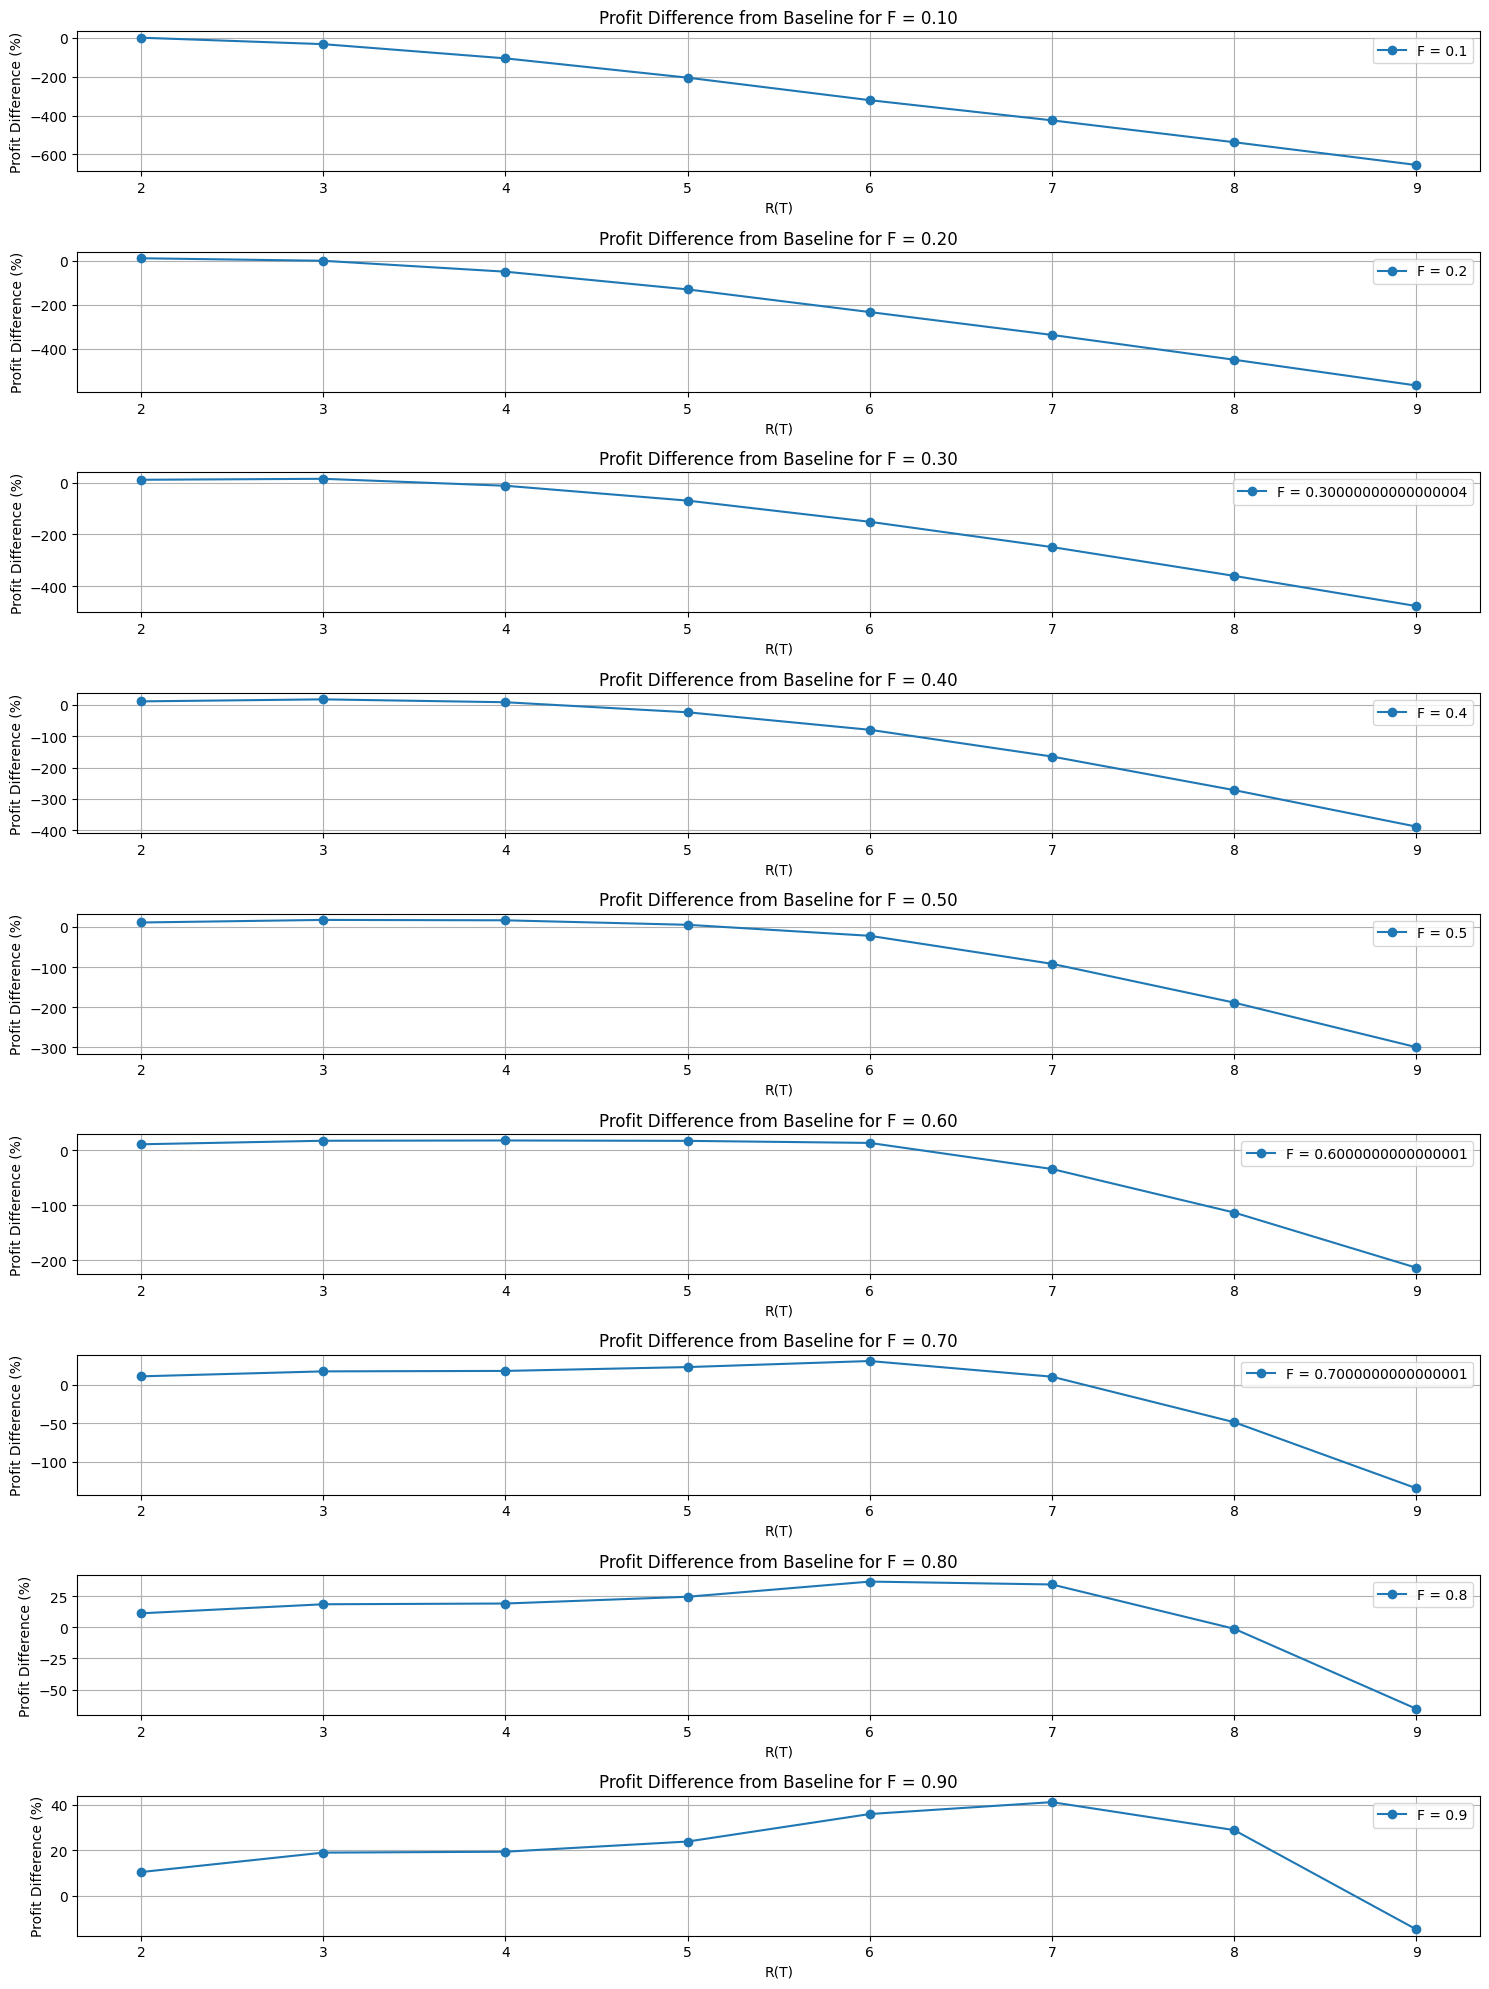 Profit Difference from Baseline for F = 0.10
Profit Difference (%)
0
−200
−400
−600
F = 0.1
2 3 4 5 6 7 8 9
R(T)
Profit Difference from Baseline for F = 0.20
Profit Difference (%)
0
−200
−400
F = 0.2
2 3 4 5 6 7 8 9
R(T)
Profit Difference from Baseline for F = 0.30
Profit Difference (%)
0
−200
−400
F = 0.30000000000000004
2 3 4 5 6 7 8 9
R(T)
Profit Difference from Baseline for F = 0.40
Profit Difference (%)
0
−100
−200
−300
−400
F = 0.4
2 3 4 5 6 7 8 9
R(T)
Profit Difference from Baseline for F = 0.50
Profit Difference (%)
0
−100
−200
−300
F = 0.5
2 3 4 5 6 7 8 9
R(T)
Profit Difference from Baseline for F = 0.60
Profit Difference (%)
0
−100
−200
F = 0.6000000000000001
2 3 4 5 6 7 8 9
R(T)
Profit Difference from Baseline for F = 0.70
Profit Difference (%)
0
−50
−100
F = 0.7000000000000001
2 3 4 5 6 7 8 9
R(T)
Profit Difference from Baseline for F = 0.80
Profit Difference (%)
25
0
−25
−50
F = 0.8
2 3 4 5 6 7 8 9
R(T)
Profit Difference from Baseline for F = 0.90
Profit Difference (%)
40
20
0
F = 0.9
2 3 4 5 6 7 8 9
R(T)